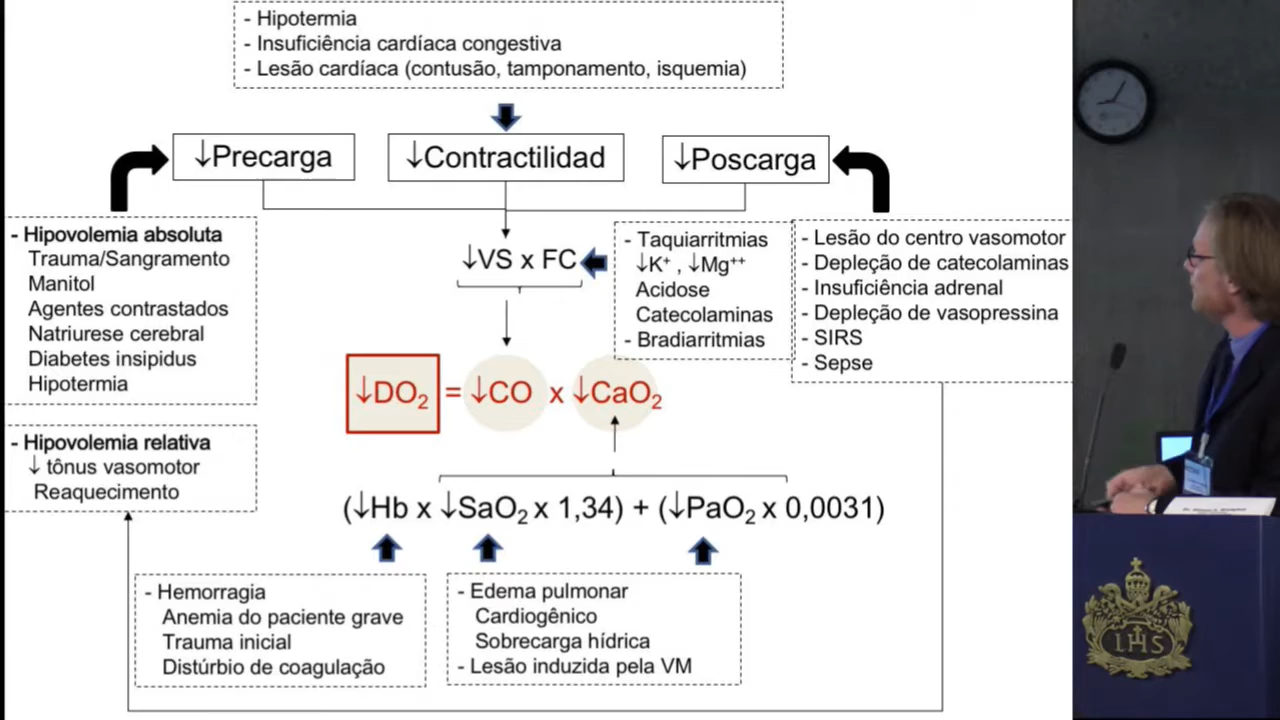 - Hipotermia
- Insuficiência cardíaca congestiva
- Lesão cardíaca (contusão, tamponamento, isquemia)
↓Precarga
↓Contractilidad
↓Poscarga
- Hipovolemia absoluta
Trauma/Sangramento
Manitol
Agentes contrastados
Natriurese cerebral
Diabetes insipidus
Hipotermia
↓VS x FC
- Taquiarritmias
↓K⁺ , ↓Mg⁺⁺
Acidose
Catecolaminas
- Bradiarritmias
- Lesão do centro vasomotor
- Depleção de catecolaminas
- Insuficiência adrenal
- Depleção de vasopressina
- SIRS
- Sepse
↓DO₂ = ↓CO x ↓CaO₂
- Hipovolemia relativa
↓ tônus vasomotor
Reaquecimento
(↓Hb x ↓SaO₂ x 1,34) + (↓PaO₂ x 0,0031)
- Hemorragia
Anemia do paciente grave
Trauma inicial
Distúrbio de coagulação
- Edema pulmonar
Cardiogênico
Sobrecarga hídrica
- Lesão induzida pela VM
IHS